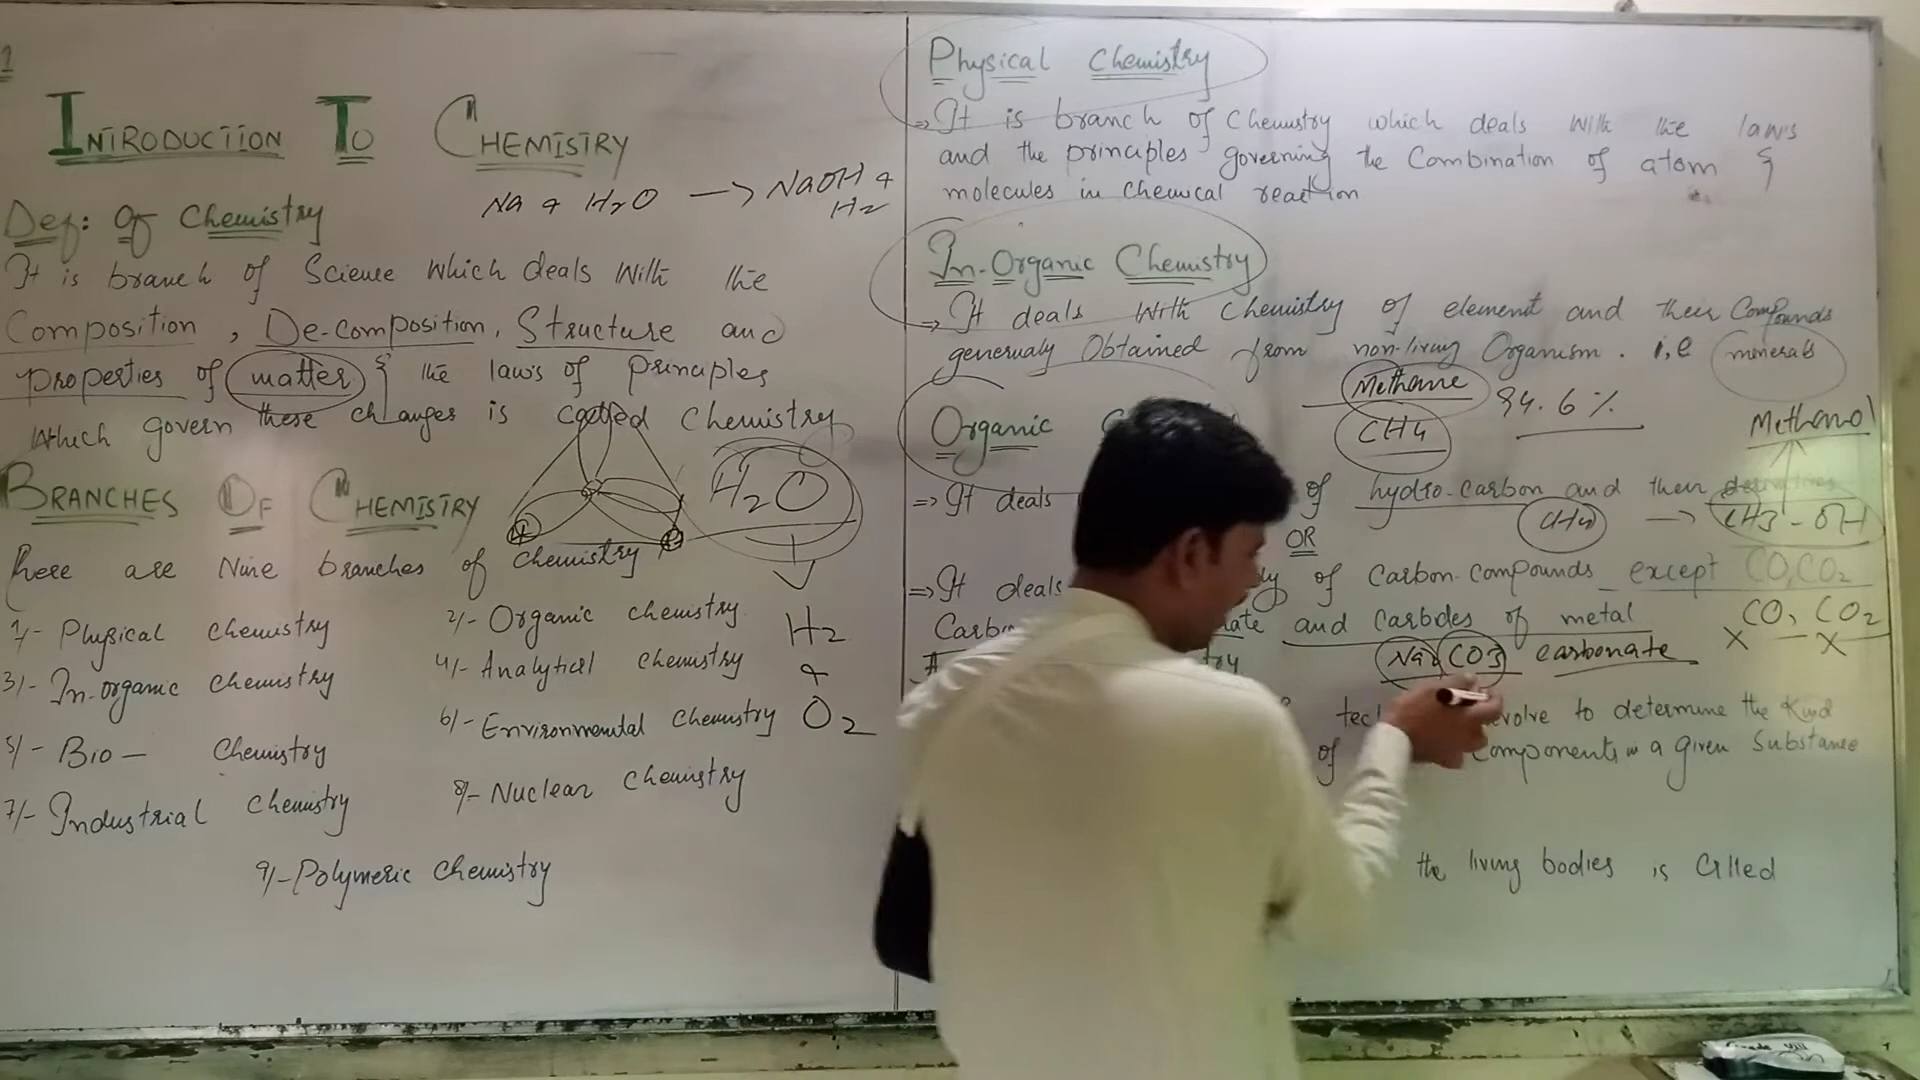 1
INTRODUCTION TO CHEMISTRY
Na + H2O → NaOH +
H2
Def: Of Chemistry
It is branch of Science Which deals With the
Composition, De-composition, Structure and
properties of matter & the laws of principles
Which govern these changes is called Chemistry
H2O
H2
+
O2
BRANCHES OF CHEMISTRY
There are Nine branches of Chemistry
1/- Physical Chemistry
2/- Organic Chemistry
3/- In-organic Chemistry
4/- Analyticl Chemistry
5/- Bio - Chemistry
6/- Environmental Chemistry
7/- Industrial Chemistry
8/- Nuclear Chemistry
9/- Polymeric Chemistry
Physical Chemistry
⇒ It is branch of Chemistry which deals With the laws
and the principles governing the Combination of atom &
molecules in chemical reaction
In-Organic Chemistry
⇒ It deals With Chemistry of element and their Compounds
generualy Obtained from non-living Organism. i,e minerals
Methane 94.6%
CH4
Methanol
Organic
⇒ It deals of hydro-carbon and their derivatives
CH4 → CH3-OH
OR
⇒ It deals of Carbon-compounds except CO, CO2
and Carbides of metal CO, CO2
X X
Na2CO3 carbonate
evolve to determine the Kind
of Components in a given Substance
the living bodies is Called